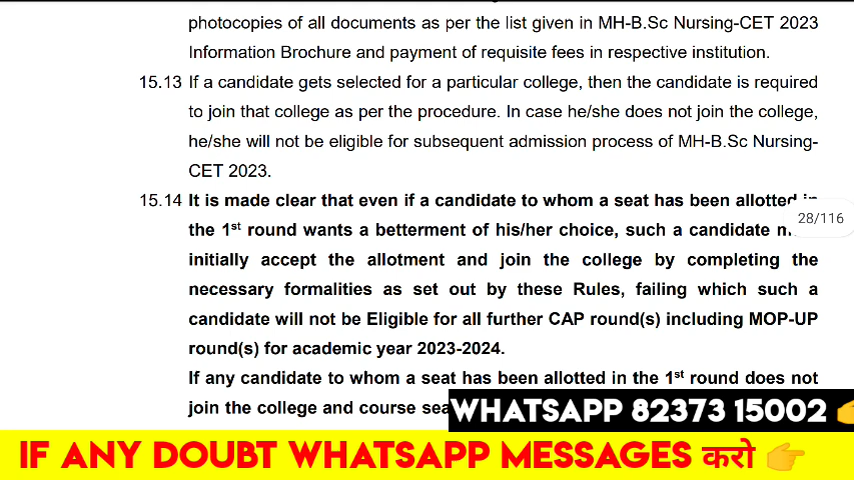 photocopies of all documents as per the list given in MH-B.Sc Nursing-CET 2023
Information Brochure and payment of requisite fees in respective institution.
15.13 If a candidate gets selected for a particular college, then the candidate is required
to join that college as per the procedure. In case he/she does not join the college,
he/she will not be eligible for subsequent admission process of MH-B.Sc Nursing-
CET 2023.
15.14 It is made clear that even if a candidate to whom a seat has been allotted in
the 1st round wants a betterment of his/her choice, such a candidate
28/116
initially accept the allotment and join the college by completing the
necessary formalities as set out by these Rules, failing which such a
candidate will not be Eligible for all further CAP round(s) including MOP-UP
round(s) for academic year 2023-2024.
If any candidate to whom a seat has been allotted in the 1st round does not
join the college and course
WHATSAPP 82373 15002 👉
IF ANY DOUBT WHATSAPP MESSAGES करो 👉